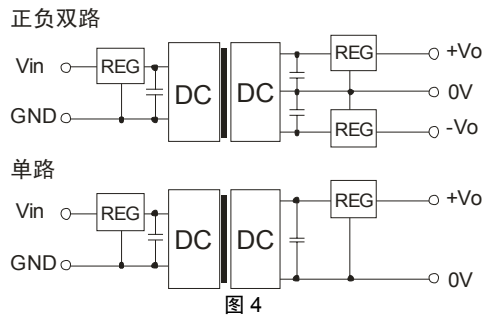 正负双路
Vin REG DC DC REG +Vo
0V
GND REG -Vo
单路
Vin REG DC DC REG +Vo
GND 0V
图 4